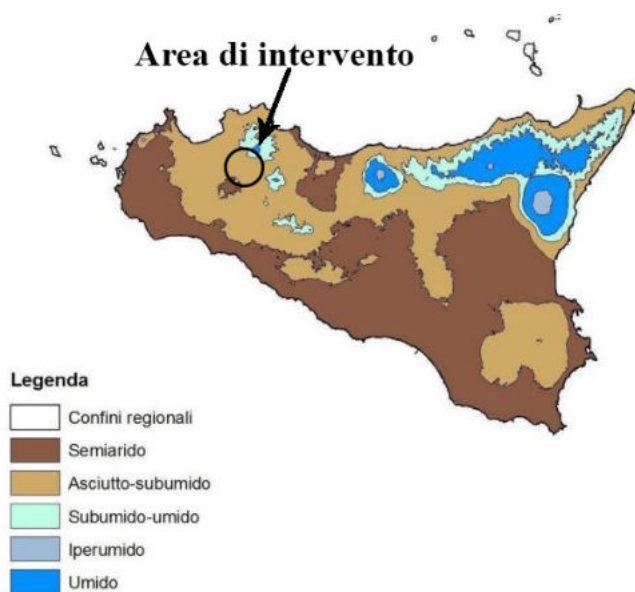 Area di intervento
Legenda
Confini regionali
Semiarido
Asciutto-subumido
Subumido-umido
Iperumido
Umido